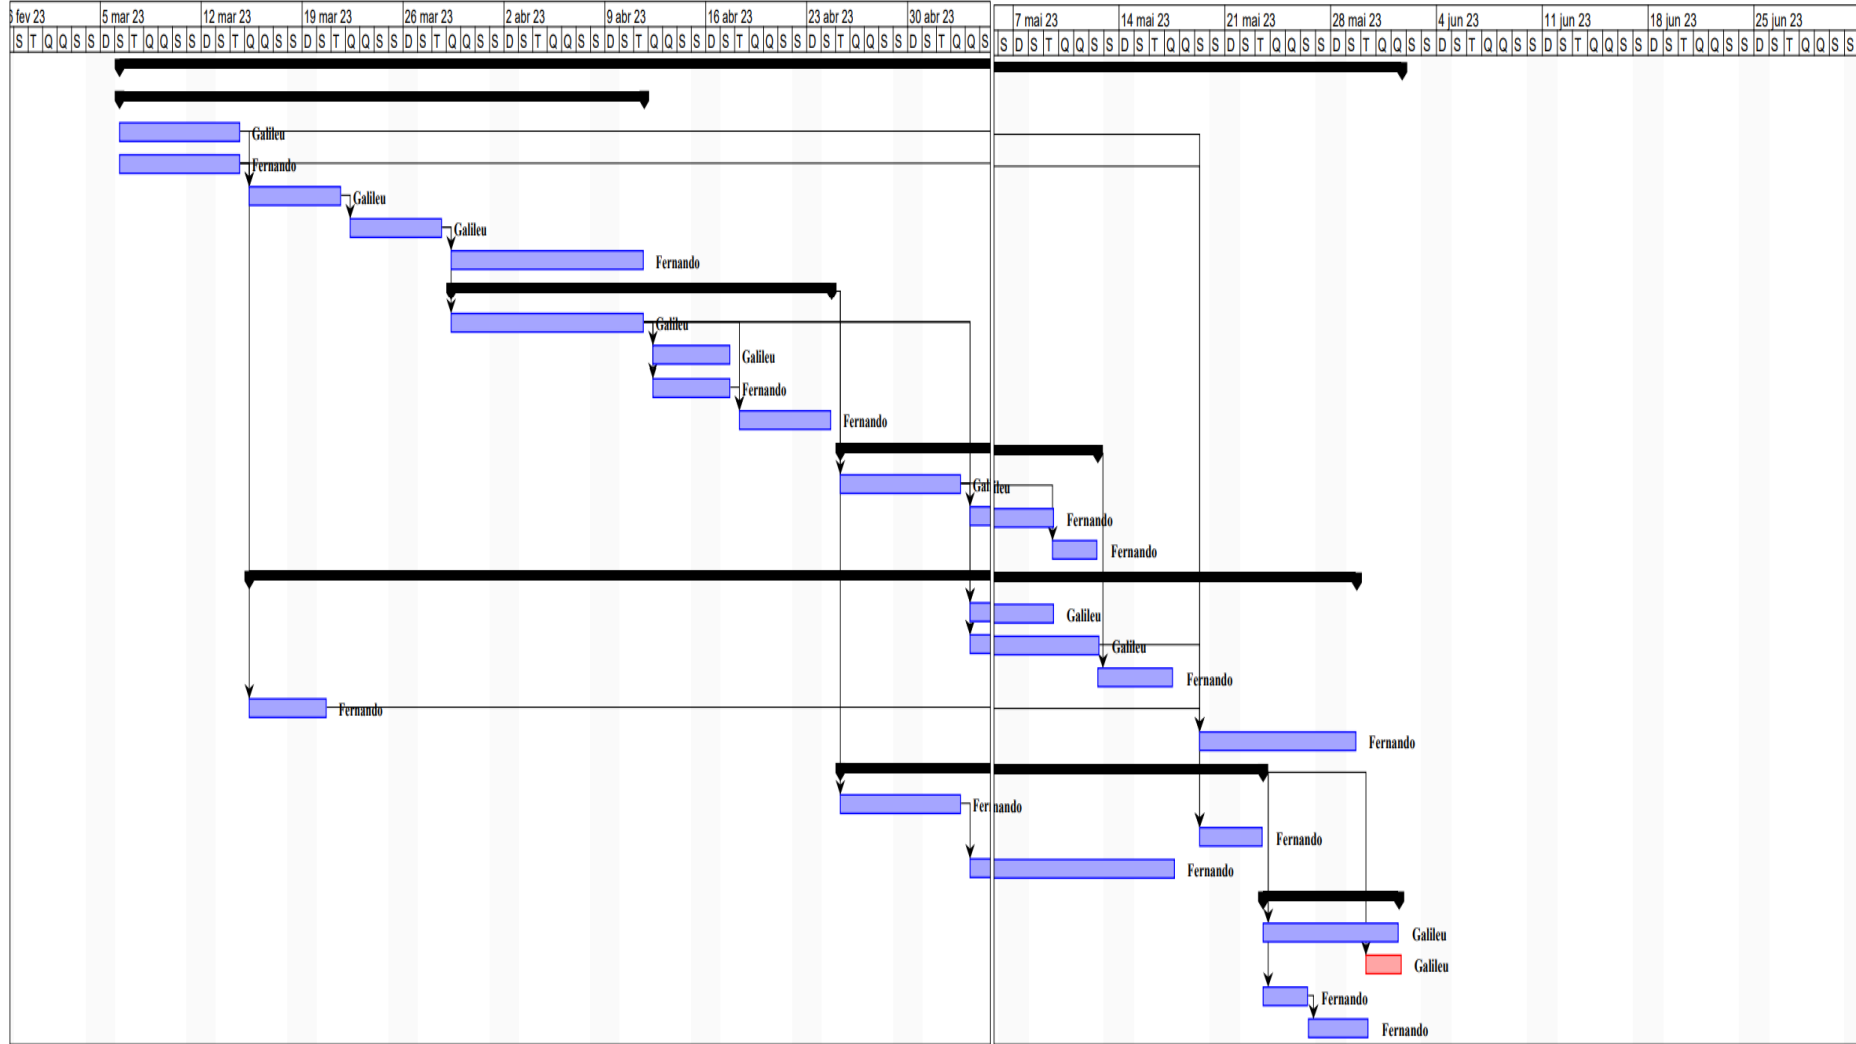 6 fev 23 5 mar 23 12 mar 23 19 mar 23 26 mar 23 2 abr 23 9 abr 23 16 abr 23 23 abr 23 30 abr 23 7 mai 23 14 mai 23 21 mai 23 28 mai 23 4 jun 23 11 jun 23 18 jun 23 25 jun 23
S T Q Q S S D S T Q Q S S D S T Q Q S S D S T Q Q S S D S T Q Q S S D S T Q Q S S D S T Q Q S S D S T Q Q S S D S T Q Q S S D S T Q Q S S D S T Q Q S S D S T Q Q S S D S T Q Q S S D S T Q Q S S D S T Q Q S S D S T Q Q S S D S T Q Q S S D S T Q Q S S
Galileu
Fernando
Galileu
Galileu
Fernando
Galileu
Galileu
Fernando
Fernando
Galileu
Fernando
Fernando
Galileu
Galileu
Fernando
Fernando
Fernando
Fernando
Fernando
Fernando
Galileu
Galileu
Fernando
Fernando